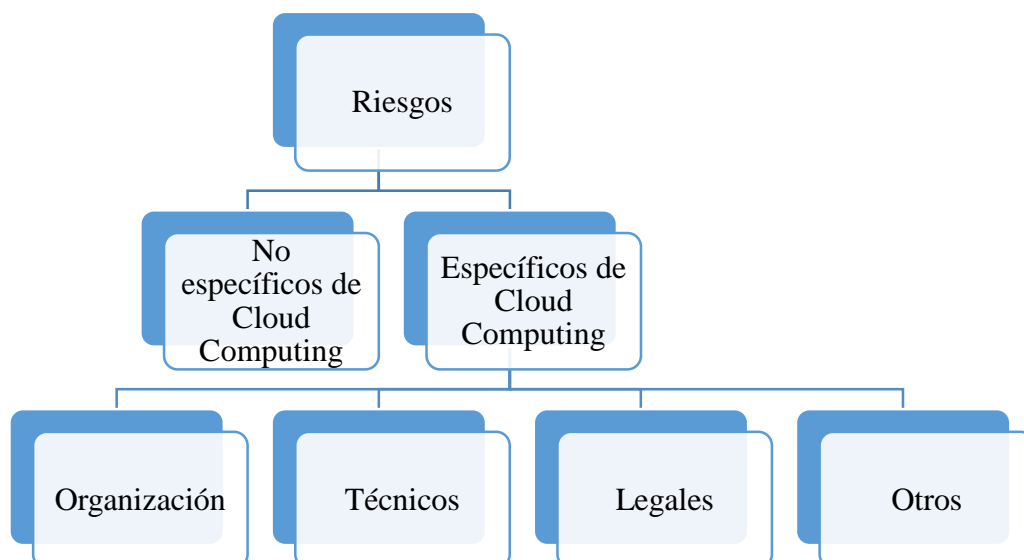 Riesgos
No
específicos de
Cloud
Computing
Específicos de
Cloud
Computing
Organización
Técnicos
Legales
Otros